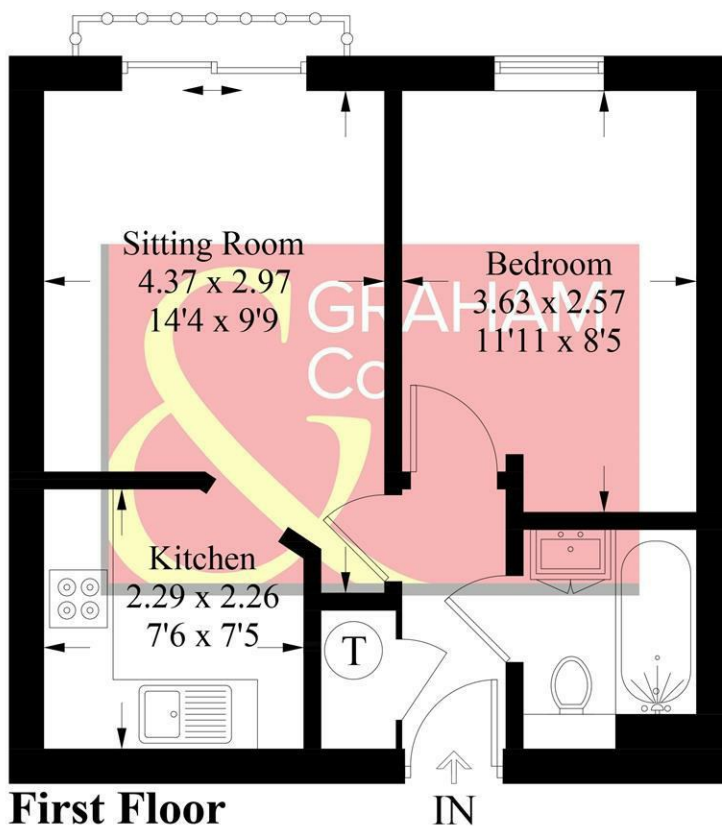 Sitting Room
4.37 x 2.97
14'4 x 9'9
Bedroom
3.63 x 2.57
11'11 x 8'5
GRAHAM
&
Co
Kitchen
2.29 x 2.26
7'6 x 7'5
T
First Floor
IN